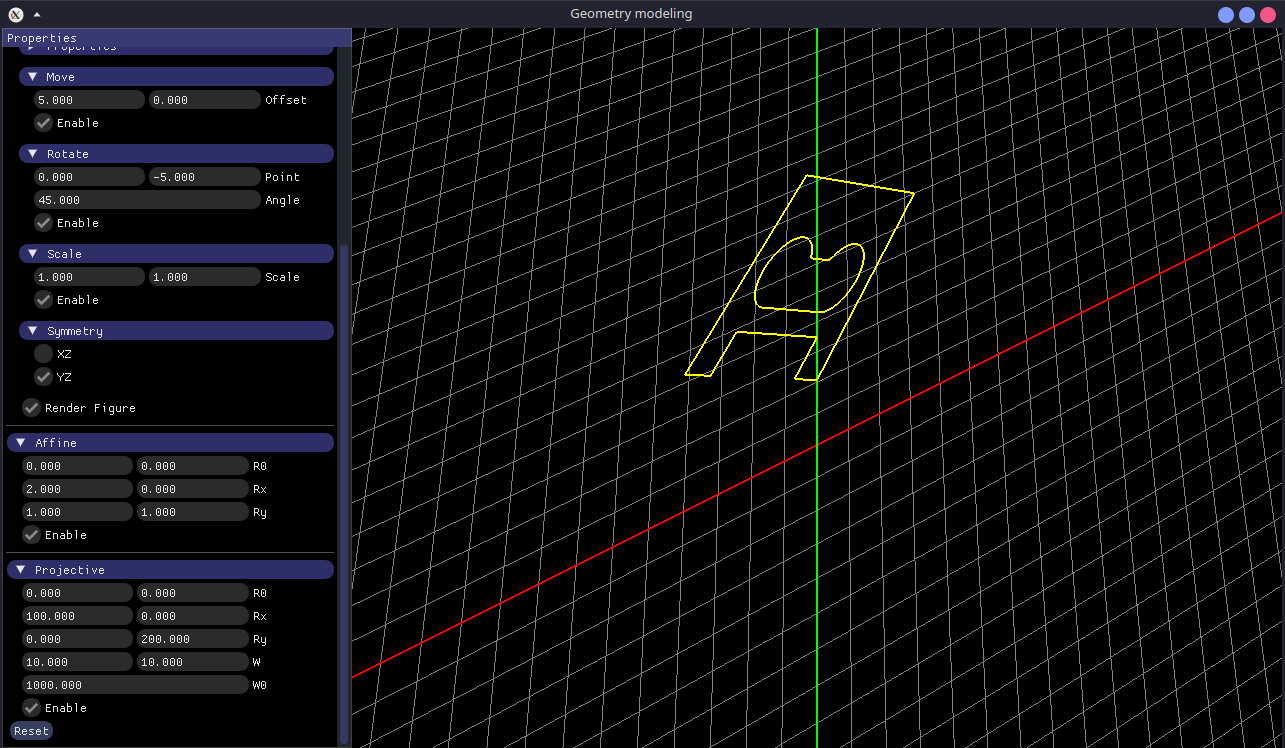 Geometry modeling
Properties
Properties
Move
5.000 0.000 Offset
Enable
Rotate
0.000 -5.000 Point
45.000 Angle
Enable
Scale
1.000 1.000 Scale
Enable
Symmetry
XZ
YZ
Render Figure
Affine
0.000 0.000 R0
2.000 0.000 Rx
1.000 1.000 Ry
Enable
Projective
0.000 0.000 R0
100.000 0.000 Rx
0.000 200.000 Ry
10.000 10.000 W
1000.000 W0
Enable
Reset